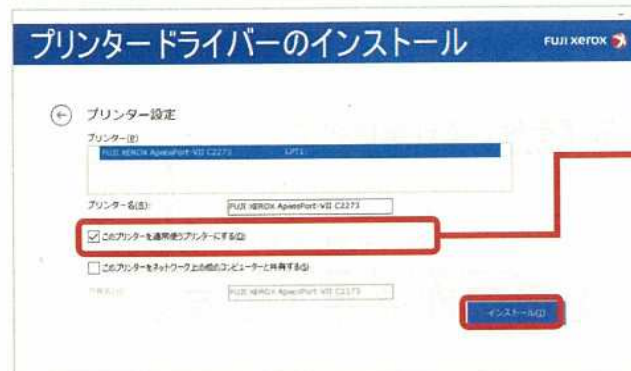 プリンタードライバーのインストール
FUJI xerox
プリンター設定
プリンター(P)
FUJI XEROX ApeosPort-VII C2273 LPT1:
プリンター名(B): FUJI XEROX ApeosPort-VII C2273
このプリンターを通常使うプリンターにする(D)
このプリンターをネットワーク上の他のコンピューターと共有する(S)
FUJI XEROX ApeosPort-VII C2273
インストール(I)